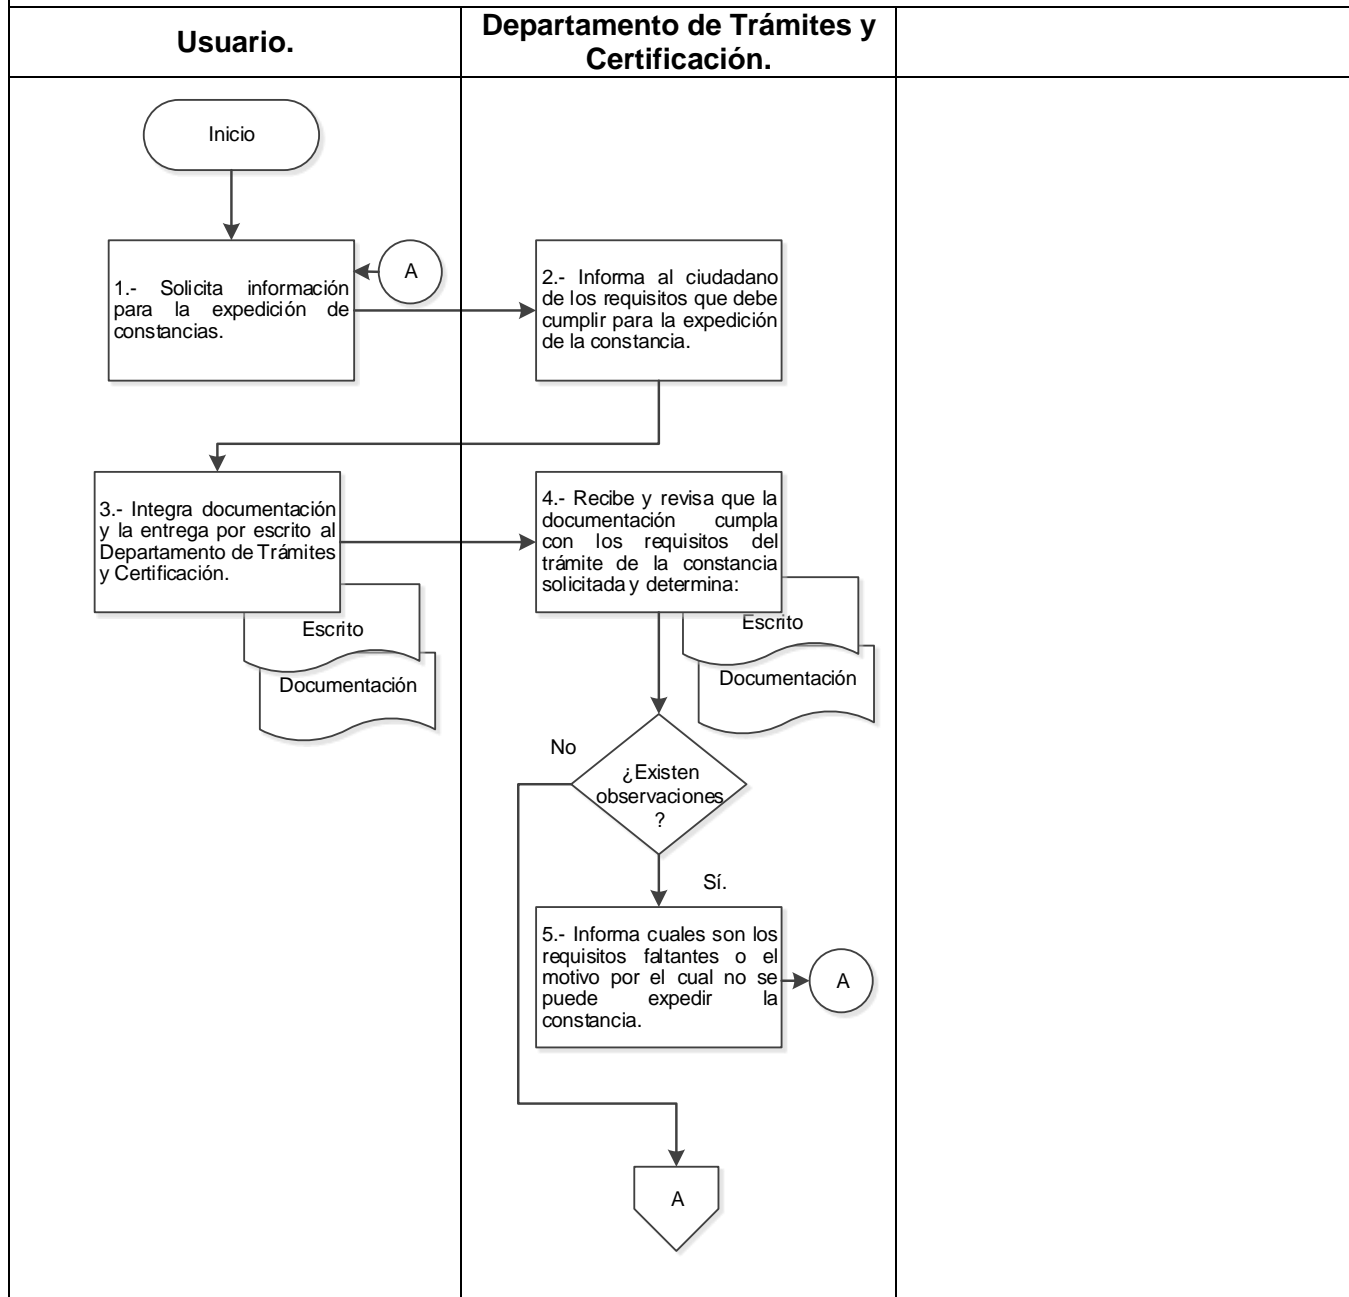 Usuario.
Departamento de Trámites y
Certificación.
Inicio
1.- Solicita información
para la expedición de
constancias.
A
2.- Informa al ciudadano
de los requisitos que debe
cumplir para la expedición
de la constancia.
3.- Integra documentación
y la entrega por escrito al
Departamento de Trámites
y Certificación.
Escrito
Documentación
4.- Recibe y revisa que la
documentación cumpla
con los requisitos del
trámite de la constancia
solicitada y determina:
Escrito
Documentación
No
¿Existen
observaciones
?
Sí.
5.- Informa cuales son los
requisitos faltantes o el
motivo por el cual no se
puede expedir la
constancia.
A
A